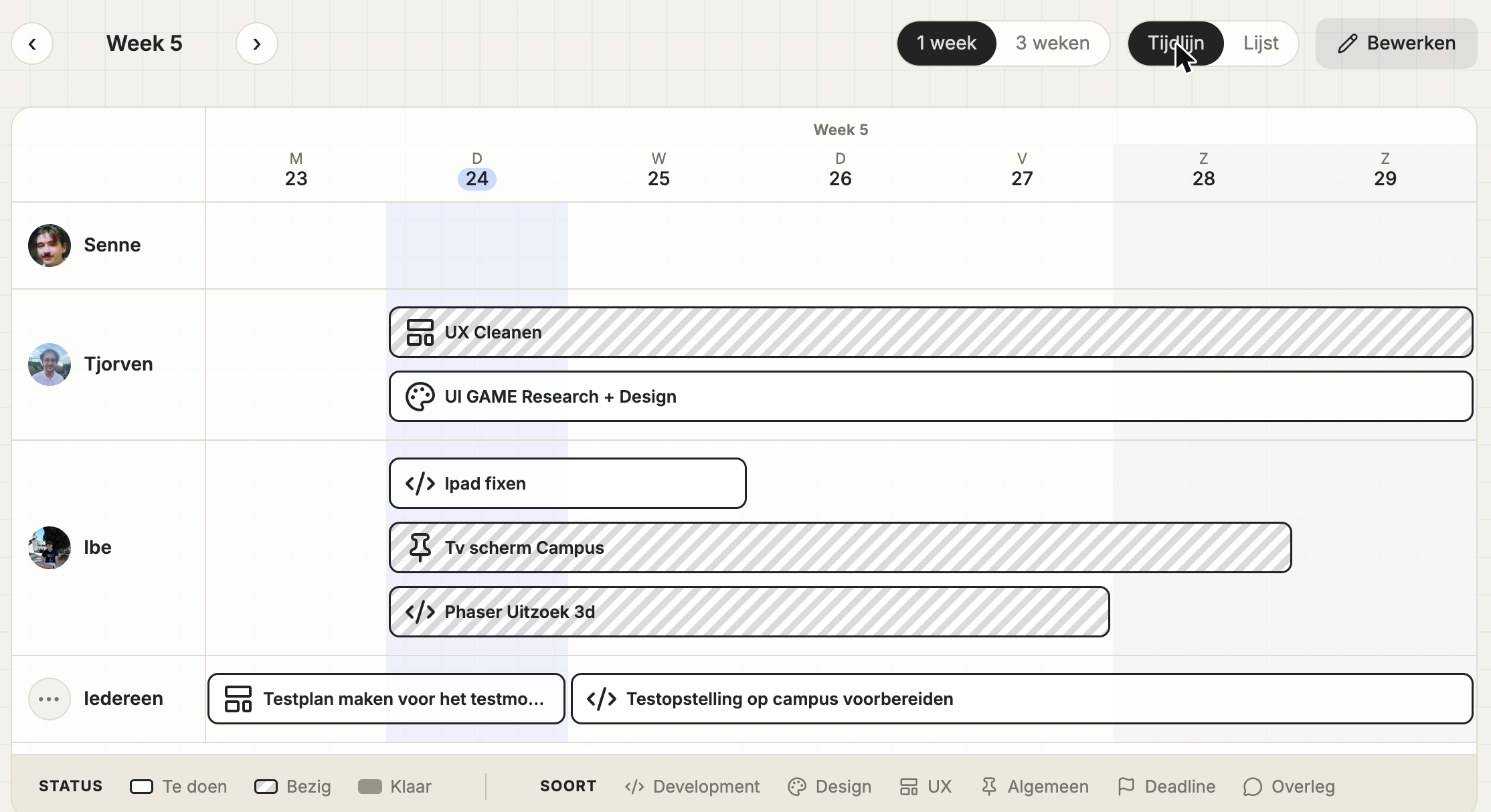 Week 5
1 week 3 weken Tijdlijn Lijst Bewerken
Week 5
M D W D V Z Z
23 24 25 26 27 28 29
Senne
Tjorven
UX Cleanen
UI GAME Research + Design
Ibe
Ipad fixen
Tv scherm Campus
Phaser Uitzoek 3d
Iedereen
Testplan maken voor het testmo... Testopstelling op campus voorbereiden
STATUS Te doen Bezig Klaar SOORT Development Design UX Algemeen Deadline Overleg